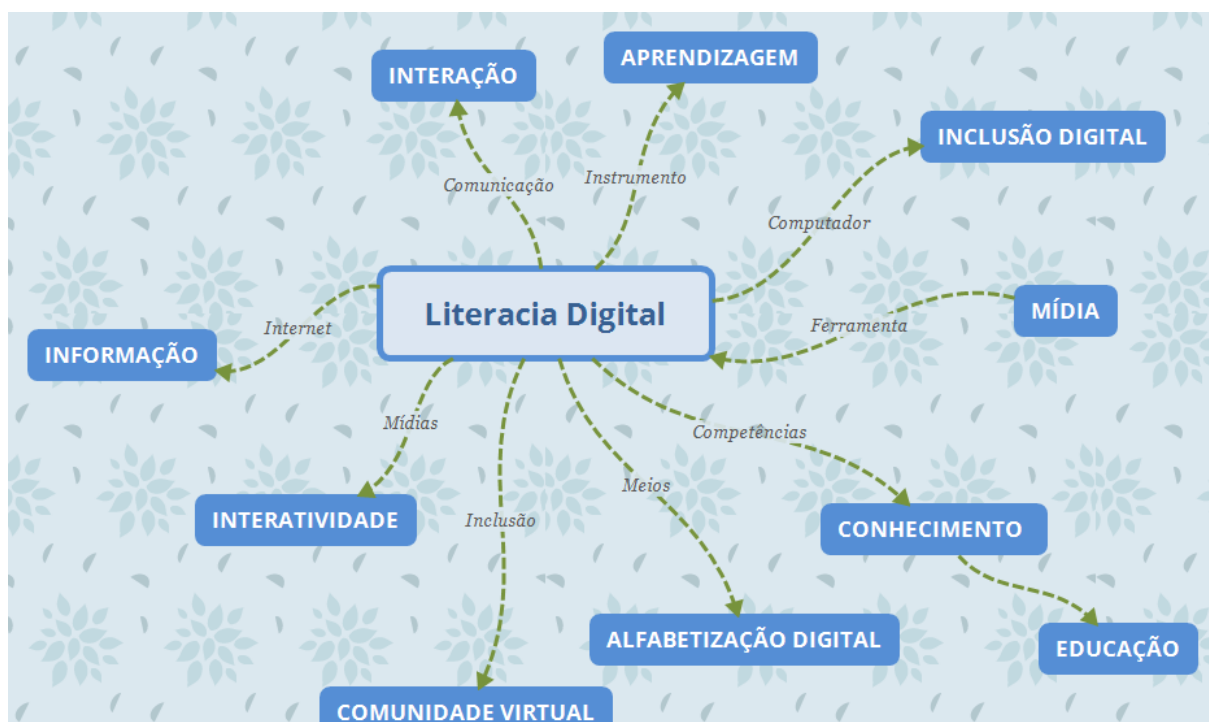 APRENDIZAGEM
INTERAÇÃO
INCLUSÃO DIGITAL
Comunicação
Instrumento
Computador
Literacia Digital
MÍDIA
Internet
Ferramenta
INFORMAÇÃO
Mídias
Competências
Meios
INTERATIVIDADE
Inclusão
CONHECIMENTO
ALFABETIZAÇÃO DIGITAL
EDUCAÇÃO
COMUNIDADE VIRTUAL